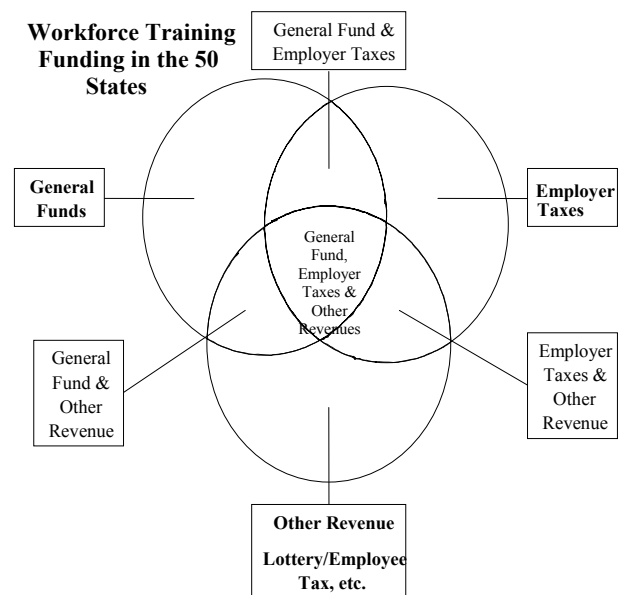 Workforce Training
Funding in the 50
States
General Fund &
Employer Taxes
General
Funds
Employer
Taxes
General
Fund,
Employer
Taxes &
Other
Revenues
General
Fund &
Other
Revenue
Employer
Taxes &
Other
Revenue
Other Revenue
Lottery/Employee
Tax, etc.